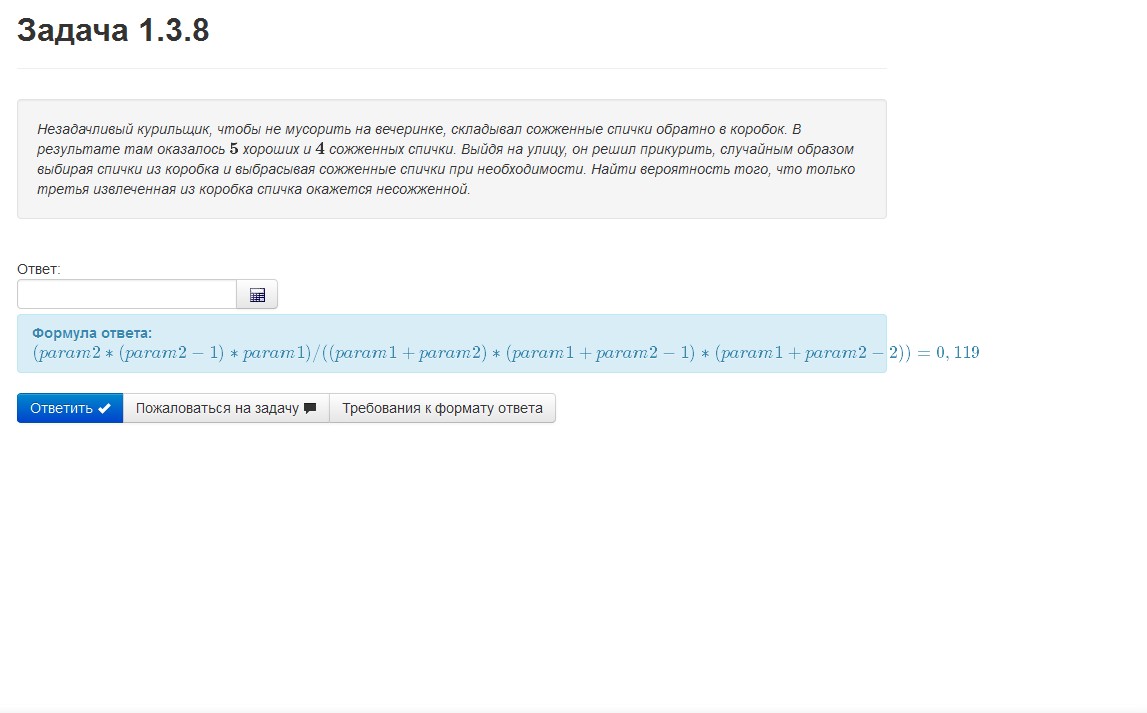 Задача 1.3.8
Незадачливый курильщик, чтобы не мусорить на вечеринке, складывал сожженные спички обратно в коробок. В
результате там оказалось 5 хороших и 4 сожженных спички. Выйдя на улицу, он решил прикурить, случайным образом
выбирая спички из коробка и выбрасывая сожженные спички при необходимости. Найти вероятность того, что только
третья извлеченная из коробка спичка окажется несожженной.
Ответ:
Формула ответа:
(param2 ∗ (param2 − 1) ∗ param1)/((param1 + param2) ∗ (param1 + param2 − 1) ∗ (param1 + param2 − 2)) = 0, 119
Ответить
Пожаловаться на задачу
Требования к формату ответа